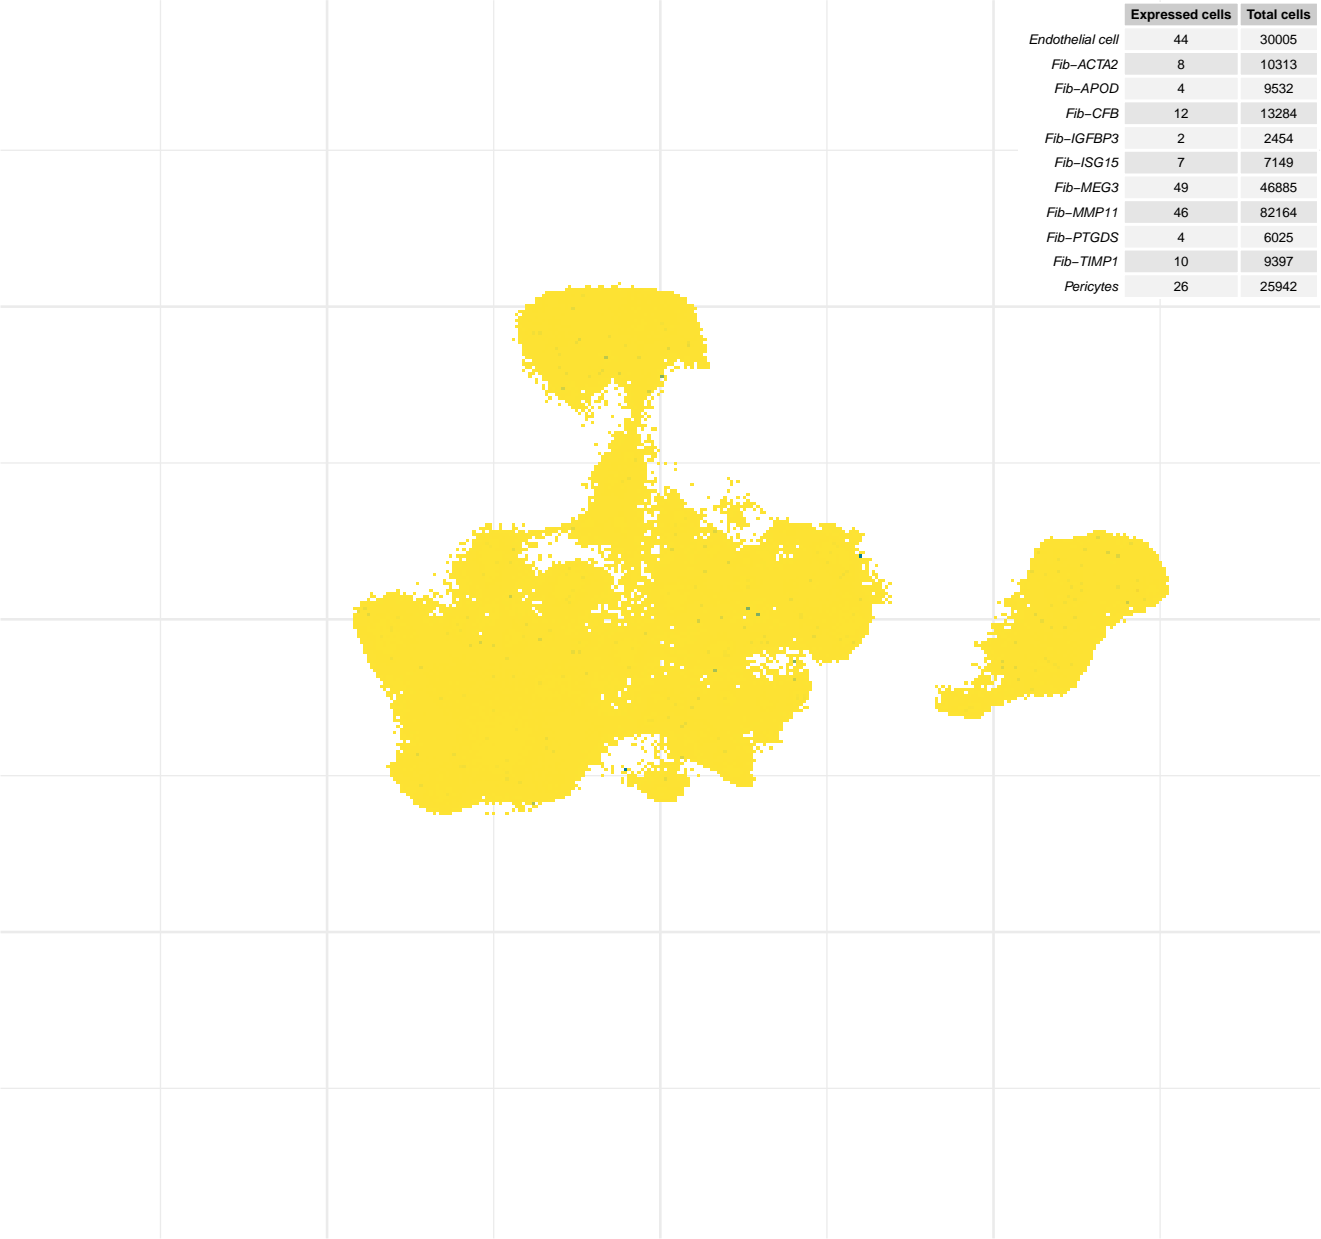 Expressed cells Total cells
Endothelial cell 44 30005
Fib−ACTA2 8 10313
Fib−APOD 4 9532
Fib−CFB 12 13284
Fib−IGFBP3 2 2454
Fib−ISG15 7 7149
Fib−MEG3 49 46885
Fib−MMP11 46 82164
Fib−PTGDS 4 6025
Fib−TIMP1 10 9397
Pericytes 26 25942